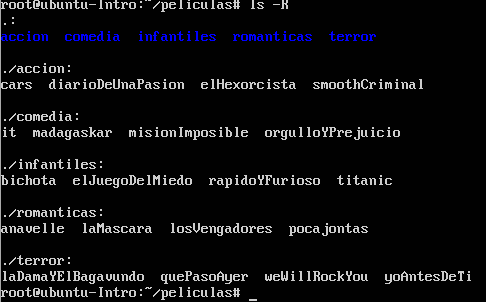 root@ubuntu-Intro:~/peliculas# ls -R
.:
accion  comedia  infantiles  romanticas  terror
./accion:
cars  diarioDeUnaPasion  elHexorcista  smoothCriminal
./comedia:
it  madagaskar  misionImposible  orgulloYPrejuicio
./infantiles:
bichota  elJuegoDelMiedo  rapidoYFurioso  titanic
./romanticas:
anavelle  laMascara  losVengadores  pocajontas
./terror:
laDamaYElBagavundo  quePasoAyer  weWillRockYou  yoAntesDeTi
root@ubuntu-Intro:~/peliculas# _